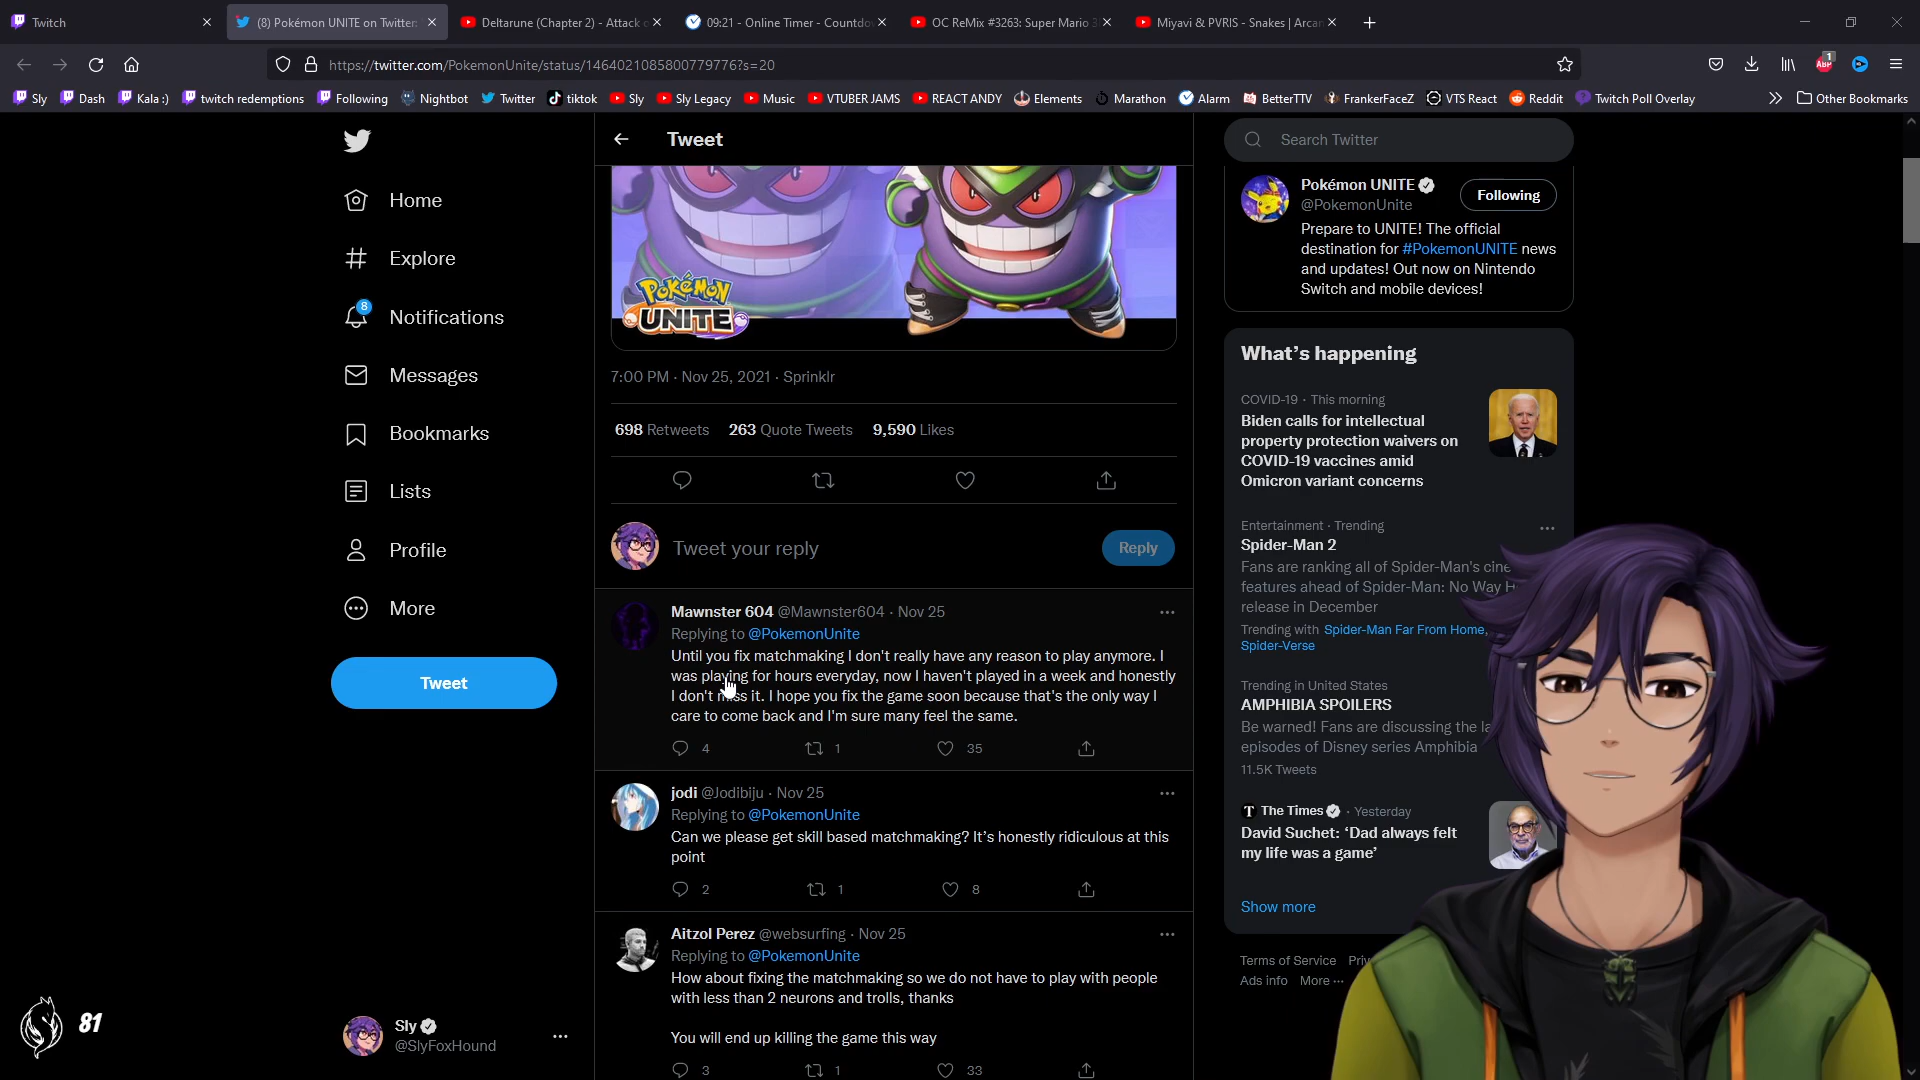 Twitch
(8) Pokémon UNITE on Twitter:
Deltarune (Chapter 2) - Attack o
09:21 - Online Timer - Countdo
OC ReMix #3263: Super Mario 3
Miyavi & PVRIS - Snakes | Arcan
https://twitter.com/PokemonUnite/status/1464021085800779776?s=20
ABP
1
Sly
Dash
Kala :)
twitch redemptions
Following
Nightbot
Twitter
tiktok
Sly
Sly Legacy
Music
VTUBER JAMS
REACT ANDY
Elements
Marathon
Alarm
BetterTTV
FrankerFaceZ
VTS React
Reddit
Twitch Poll Overlay
Other Bookmarks
Home
Explore
8
Notifications
Messages
Bookmarks
Lists
Profile
More
Tweet
Sly
@SlyFoxHound
81
Tweet
POKéMON
UNITE
7:00 PM · Nov 25, 2021 · Sprinklr
698 Retweets 263 Quote Tweets 9,590 Likes
Tweet your reply
Reply
Mawnster 604 @Mawnster604 · Nov 25
Replying to @PokemonUnite
Until you fix matchmaking I don't really have any reason to play anymore. I
was playing for hours everyday, now I haven't played in a week and honestly
I don't miss it. I hope you fix the game soon because that's the only way I
care to come back and I'm sure many feel the same.
4 1 35
jodi @Jodibiju · Nov 25
Replying to @PokemonUnite
Can we please get skill based matchmaking? It's honestly ridiculous at this
point
2 1 8
Aitzol Perez @websurfing · Nov 25
Replying to @PokemonUnite
How about fixing the matchmaking so we do not have to play with people
with less than 2 neurons and trolls, thanks
You will end up killing the game this way
3 1 33
Search Twitter
Pokémon UNITE
@PokemonUnite
Following
Prepare to UNITE! The official
destination for #PokemonUNITE news
and updates! Out now on Nintendo
Switch and mobile devices!
What's happening
COVID-19 · This morning
Biden calls for intellectual
property protection waivers on
COVID-19 vaccines amid
Omicron variant concerns
Entertainment · Trending
Spider-Man 2
Fans are ranking all of Spider-Man's cine
features ahead of Spider-Man: No Way H
release in December
Trending with Spider-Man Far From Home,
Spider-Verse
Trending in United States
AMPHIBIA SPOILERS
Be warned! Fans are discussing the la
episodes of Disney series Amphibia
11.5K Tweets
The Times · Yesterday
David Suchet: 'Dad always felt
my life was a game'
Show more
Terms of Service Priv
Ads info More